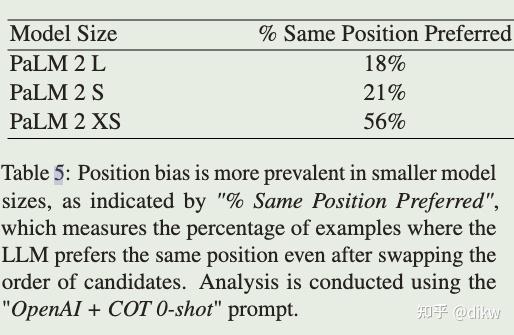 Model Size % Same Position Preferred
PaLM 2 L 18%
PaLM 2 S 21%
PaLM 2 XS 56%
Table 5: Position bias is more prevalent in smaller model
sizes, as indicated by "% Same Position Preferred",
which measures the percentage of examples where the
LLM prefers the same position even after swapping the
order of candidates. Analysis is conducted using the
"OpenAI + COT 0-shot" prompt.
知乎 @dikw